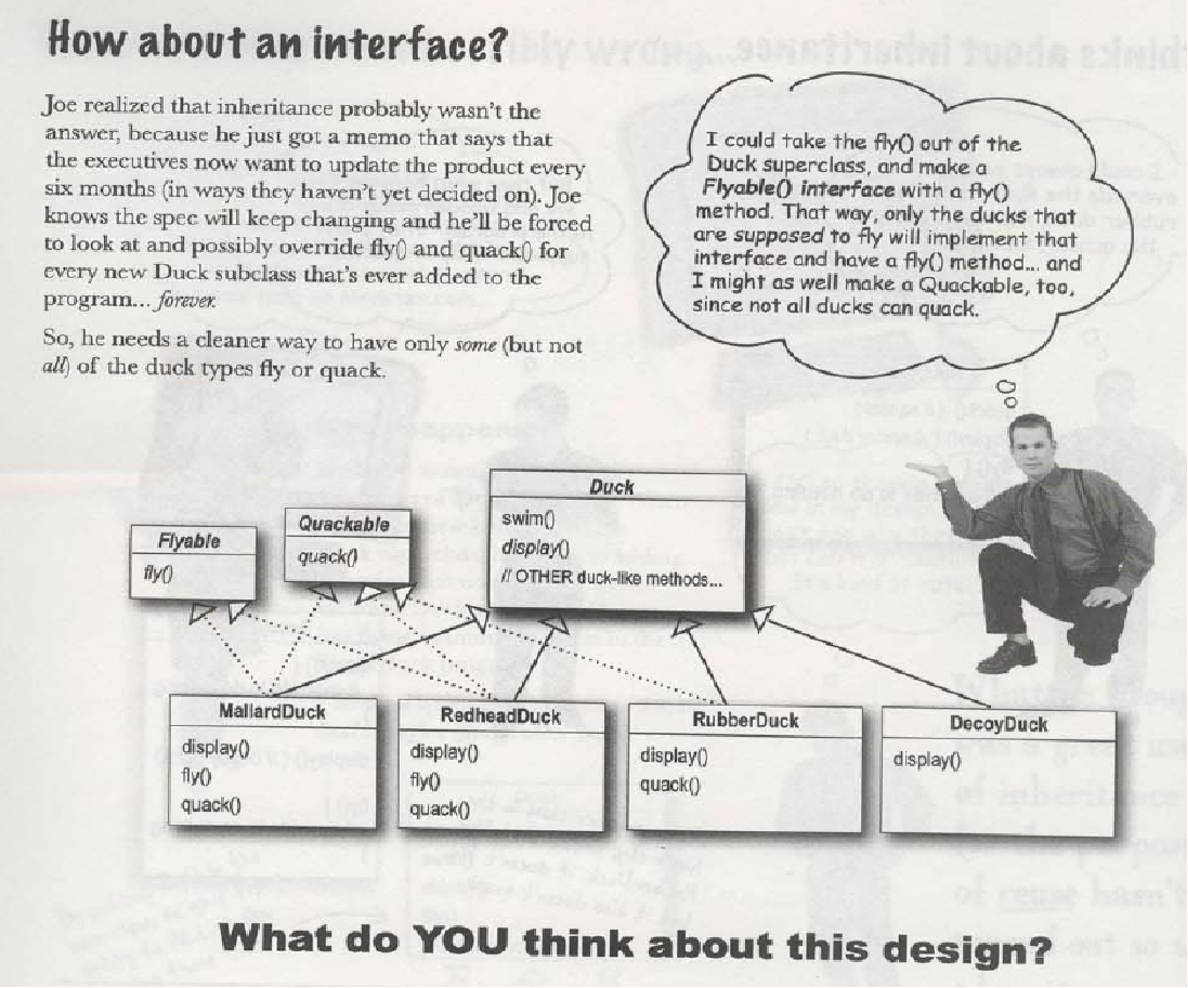 How about an interface?
Joe realized that inheritance probably wasn't the
answer, because he just got a memo that says that
the executives now want to update the product every
six months (in ways they haven't yet decided on). Joe
knows the spec will keep changing and he'll be forced
to look at and possibly override fly() and quack() for
every new Duck subclass that's ever added to the
program... forever.
So, he needs a cleaner way to have only some (but not
all) of the duck types fly or quack.
I could take the fly() out of the
Duck superclass, and make a
Flyable() interface with a fly()
method. That way, only the ducks that
are supposed to fly will implement that
interface and have a fly() method... and
I might as well make a Quackable, too,
since not all ducks can quack.
Flyable
fly()
Quackable
quack()
Duck
swim()
display()
// OTHER duck-like methods...
MallardDuck
display()
fly()
quack()
RedheadDuck
display()
fly()
quack()
RubberDuck
display()
quack()
DecoyDuck
display()
What do YOU think about this design?